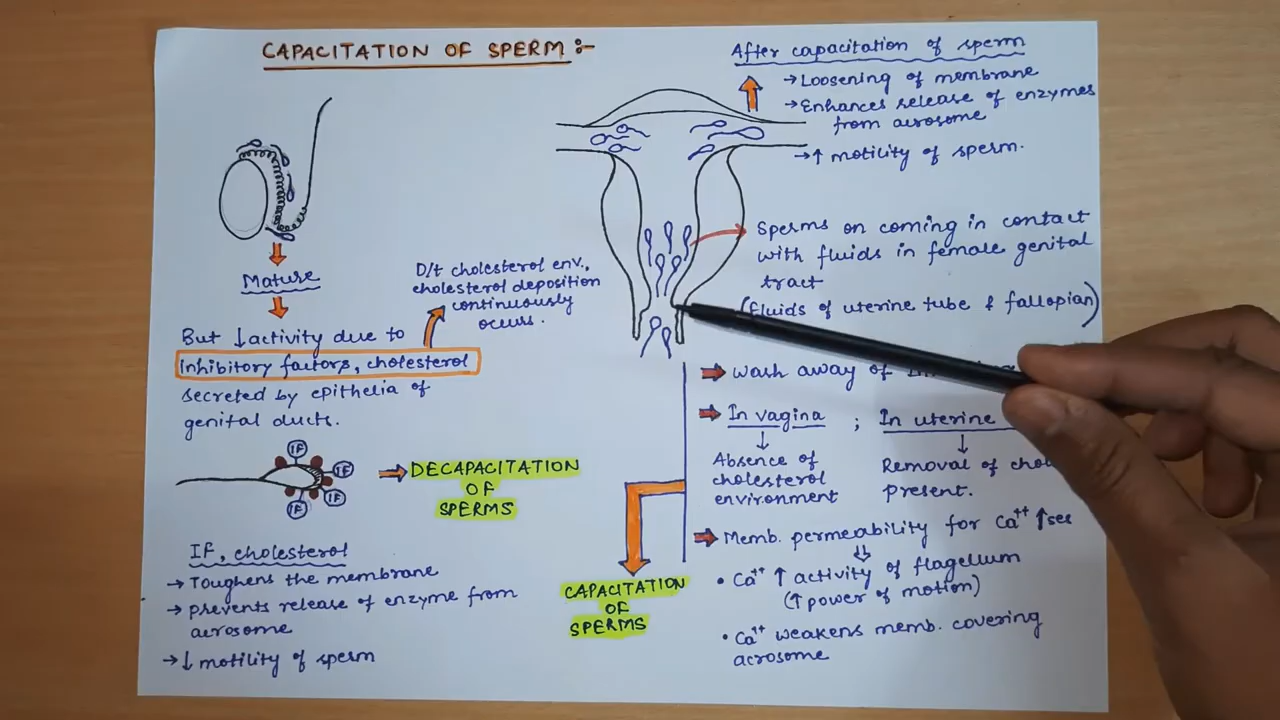 CAPACITATION OF SPERM :-
Mature
But ↓activity due to
Inhibitory factors, cholesterol
secreted by epithelia of
genital ducts.
D/t cholesterol env.,
cholesterol deposition
continuously
occurs.
IF
IF
IF
IF
DECAPACITATION
OF
SPERMS
IF, cholesterol
→ Toughens the membrane
→ prevents release of enzyme from
acrosome
→ ↓ motility of sperm
After capacitation of sperm
→ Loosening of membrane
→ Enhances release of enzymes
from acrosome
→ ↑ motility of sperm.
Sperms on coming in contact
with fluids in female genital
tract
(fluids of uterine tube & fallopian)
wash away of
In vagina ; In uterine
↓ ↓
Absence of
cholesterol
environment
Removal of
present.
Memb. permeability for Ca⁺⁺ ↑ses
⇓
• Ca⁺⁺ ↑ activity of flagellum
(↑ power of motion)
• Ca⁺⁺ weakens memb. covering
acrosome
CAPACITATION
OF
SPERMS